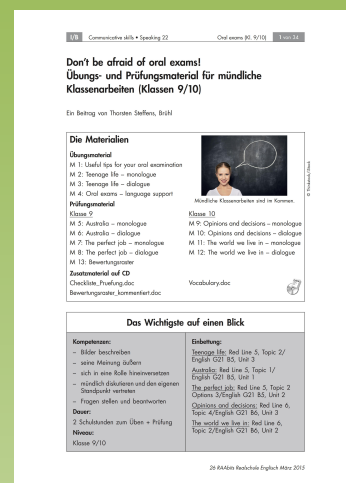 I/B Communicative skills • Speaking 22 Oral exams (Kl. 9/10) 1 von 34
Don't be afraid of oral exams!
Übungs- und Prüfungsmaterial für mündliche
Klassenarbeiten (Klassen 9/10)
Ein Beitrag von Thorsten Steffens, Brühl
Die Materialien
Übungsmaterial
M 1: Useful tips for your oral examination
M 2: Teenage life – monologue
M 3: Teenage life – dialogue
M 4: Oral exams – language support
Prüfungsmaterial
Klasse 9
M 5: Australia – monologue
M 6: Australia – dialogue
M 7: The perfect job – monologue
M 8: The perfect job – dialogue
M 13: Bewertungsraster
Zusatzmaterial auf CD
Checkliste_Pruefung.doc
Bewertungsraster_kommentiert.doc
Mündliche Klassenarbeiten sind im Kommen.
Klasse 10
M 9: Opinions and decisions – monologue
M 10: Opinions and decisions – dialogue
M 11: The world we live in – monologue
M 12: The world we live in – dialogue
Vocabulary.doc
Das Wichtigste auf einen Blick
Kompetenzen:
– Bilder beschreiben
– seine Meinung äußern
– sich in eine Rolle hineinversetzen
– mündlich diskutieren und den eigenen
Standpunkt vertreten
– Fragen stellen und beantworten
Dauer:
2 Schulstunden zum Üben + Prüfung
Niveau:
Klasse 9/10
Einbettung:
Teenage life: Red Line 5, Topic 2/
English G21 B5, Unit 3
Australia: Red Line 5, Topic 1/
English G21 B5, Unit 1
The perfect job: Red Line 5, Topic 2
Options 3/English G21 B5, Unit 2
Opinions and decisions: Red Line 6,
Topic 4/English G21 B6, Unit 3
The world we live in: Red Line 6,
Topic 2/English G21 B6, Unit 2
26 RAAbits Realschule Englisch März 2015